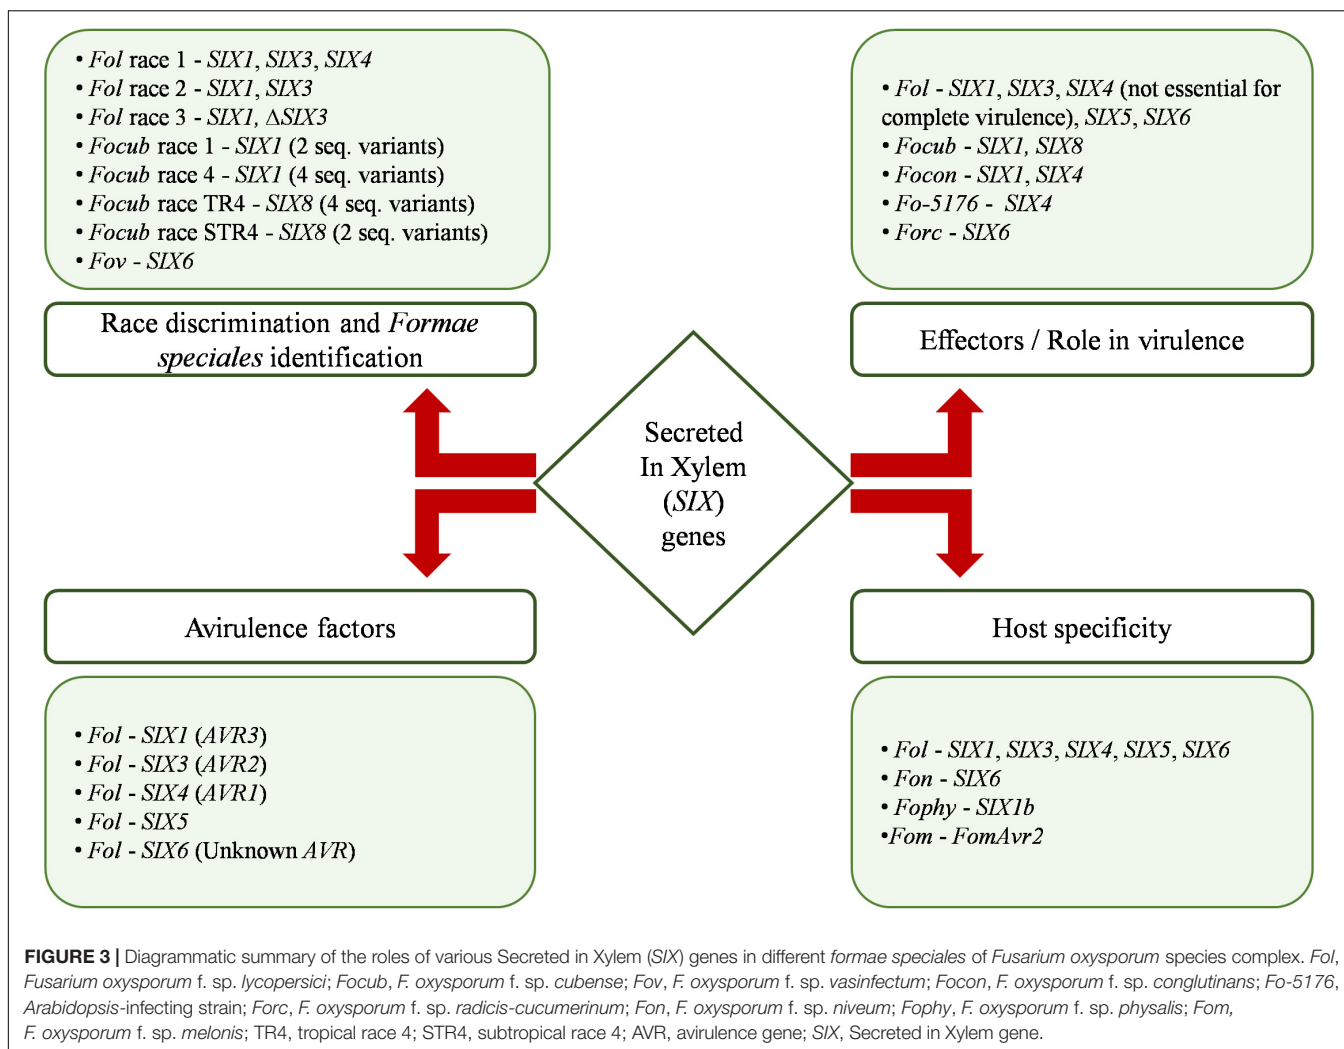 • Fol race 1 - SIX1, SIX3, SIX4
• Fol race 2 - SIX1, SIX3
• Fol race 3 - SIX1, ΔSIX3
• Focub race 1 - SIX1 (2 seq. variants)
• Focub race 4 - SIX1 (4 seq. variants)
• Focub race TR4 - SIX8 (4 seq. variants)
• Focub race STR4 - SIX8 (2 seq. variants)
• Fov - SIX6
Race discrimination and Formae
speciales identification
• Fol - SIX1, SIX3, SIX4 (not essential for
complete virulence), SIX5, SIX6
• Focub - SIX1, SIX8
• Focon - SIX1, SIX4
• Fo-5176 - SIX4
• Forc - SIX6
Effectors / Role in virulence
Secreted
In Xylem
(SIX)
genes
Avirulence factors
• Fol - SIX1 (AVR3)
• Fol - SIX3 (AVR2)
• Fol - SIX4 (AVR1)
• Fol - SIX5
• Fol - SIX6 (Unknown AVR)
Host specificity
• Fol - SIX1, SIX3, SIX4, SIX5, SIX6
• Fon - SIX6
• Fophy - SIX1b
•Fom - FomAvr2
FIGURE 3 | Diagrammatic summary of the roles of various Secreted in Xylem (SIX) genes in different formae speciales of Fusarium oxysporum species complex. Fol,
Fusarium oxysporum f. sp. lycopersici; Focub, F. oxysporum f. sp. cubense; Fov, F. oxysporum f. sp. vasinfectum; Focon, F. oxysporum f. sp. conglutinans; Fo-5176,
Arabidopsis-infecting strain; Forc, F. oxysporum f. sp. radicis-cucumerinum; Fon, F. oxysporum f. sp. niveum; Fophy, F. oxysporum f. sp. physalis; Fom,
F. oxysporum f. sp. melonis; TR4, tropical race 4; STR4, subtropical race 4; AVR, avirulence gene; SIX, Secreted in Xylem gene.